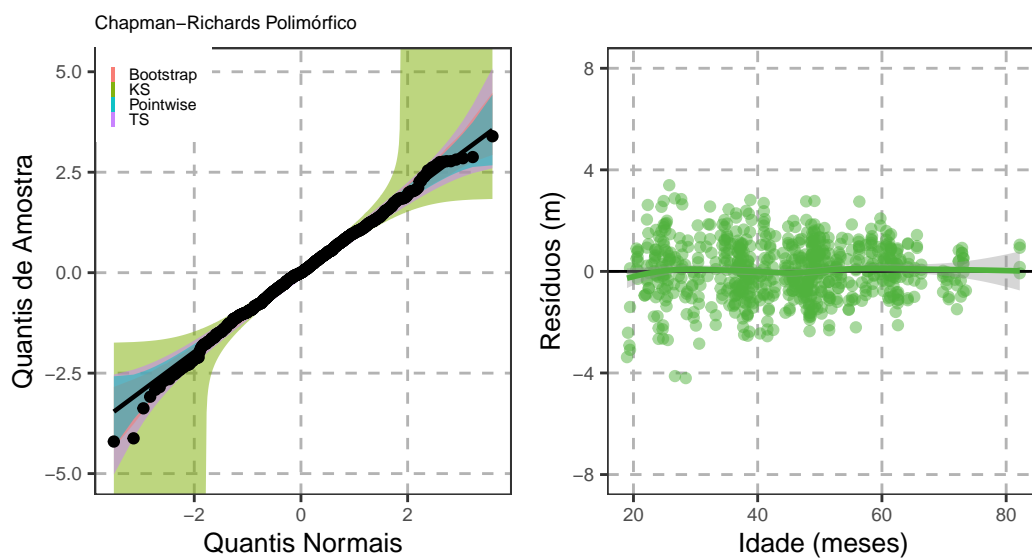 Chapman−Richards Polimórfico
Bootstrap
KS
Pointwise
TS
Quantis de Amostra
5.0
2.5
0.0
−2.5
−5.0
−2
0
2
Quantis Normais
Resíduos (m)
8
4
0
−4
−8
20
40
60
80
Idade (meses)